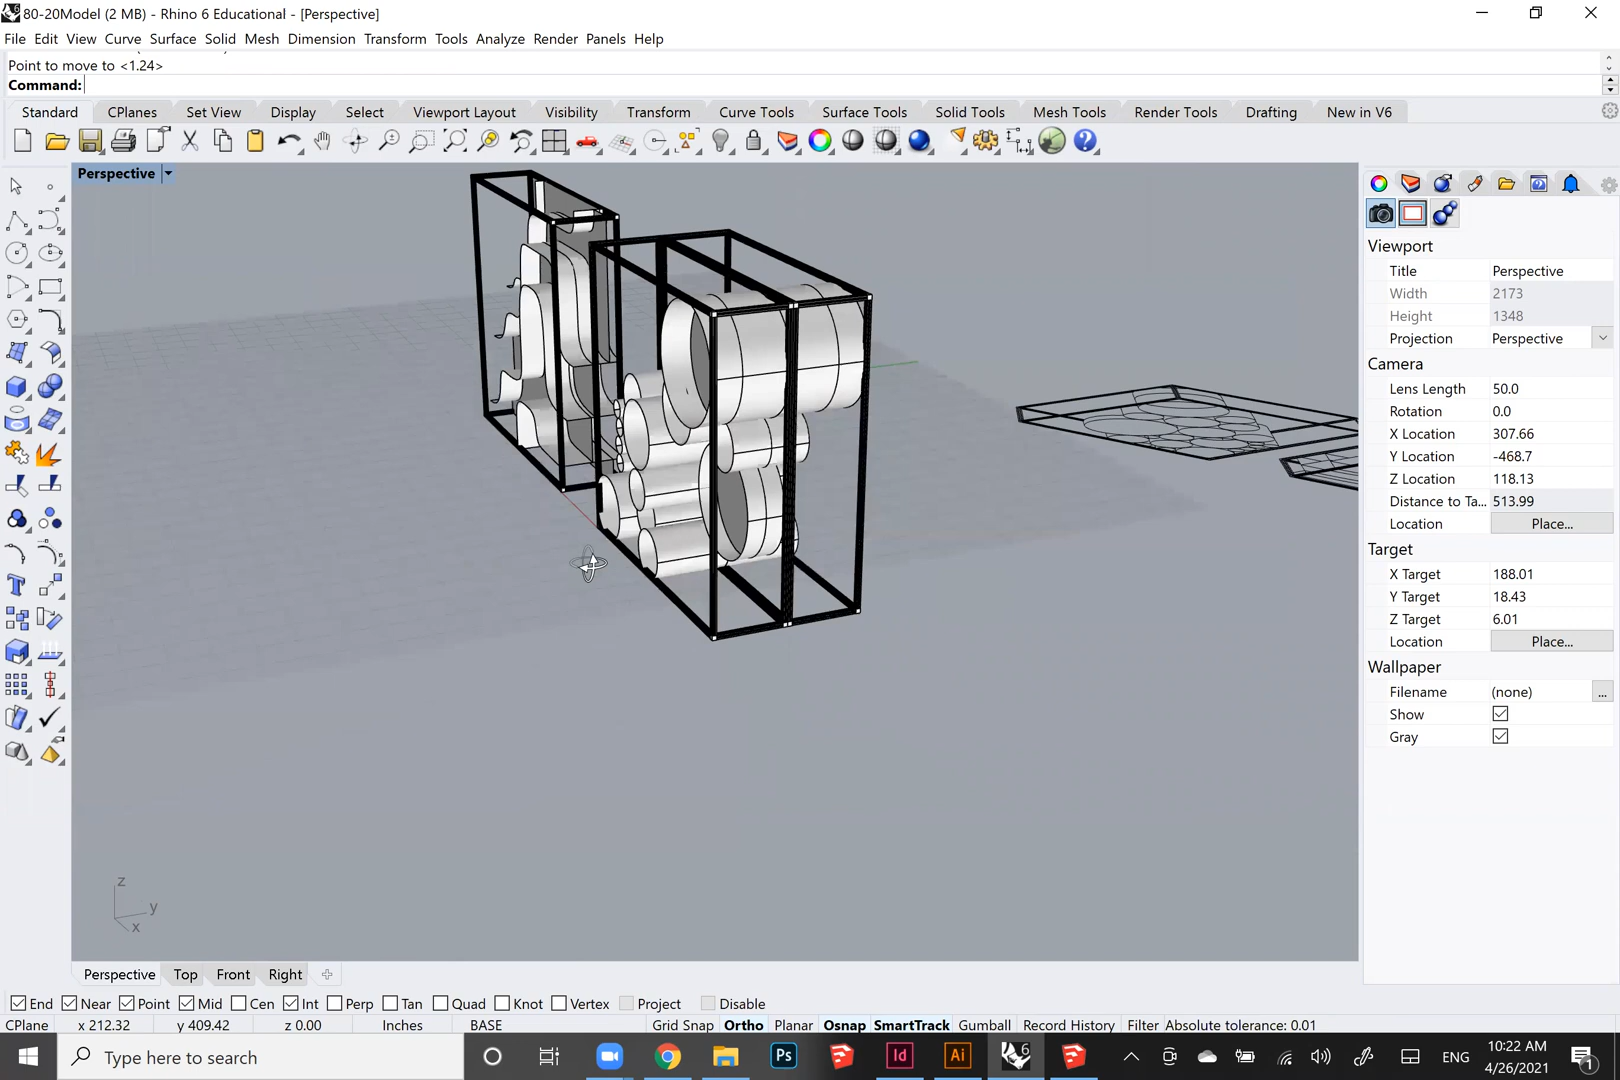 80-20Model (2 MB) - Rhino 6 Educational - [Perspective]
File Edit View Curve Surface Solid Mesh Dimension Transform Tools Analyze Render Panels Help
Point to move to <1.24>
Command:
Standard CPlanes Set View Display Select Viewport Layout Visibility Transform Curve Tools Surface Tools Solid Tools Mesh Tools Render Tools Drafting New in V6
Perspective
Viewport
Title Perspective
Width 2173
Height 1348
Projection Perspective
Camera
Lens Length 50.0
Rotation 0.0
X Location 307.66
Y Location -468.7
Z Location 118.13
Distance to Ta... 513.99
Location Place...
Target
X Target 188.01
Y Target 18.43
Z Target 6.01
Location Place...
Wallpaper
Filename (none) ...
Show
Gray
z
y
x
Perspective Top Front Right
End Near Point Mid Cen Int Perp Tan Quad Knot Vertex Project Disable
CPlane x 212.32 y 409.42 z 0.00 Inches BASE Grid Snap Ortho Planar Osnap SmartTrack Gumball Record History Filter Absolute tolerance: 0.01
Type here to search
Ps
Id
Ai
6
ENG
10:22 AM
4/26/2021
1